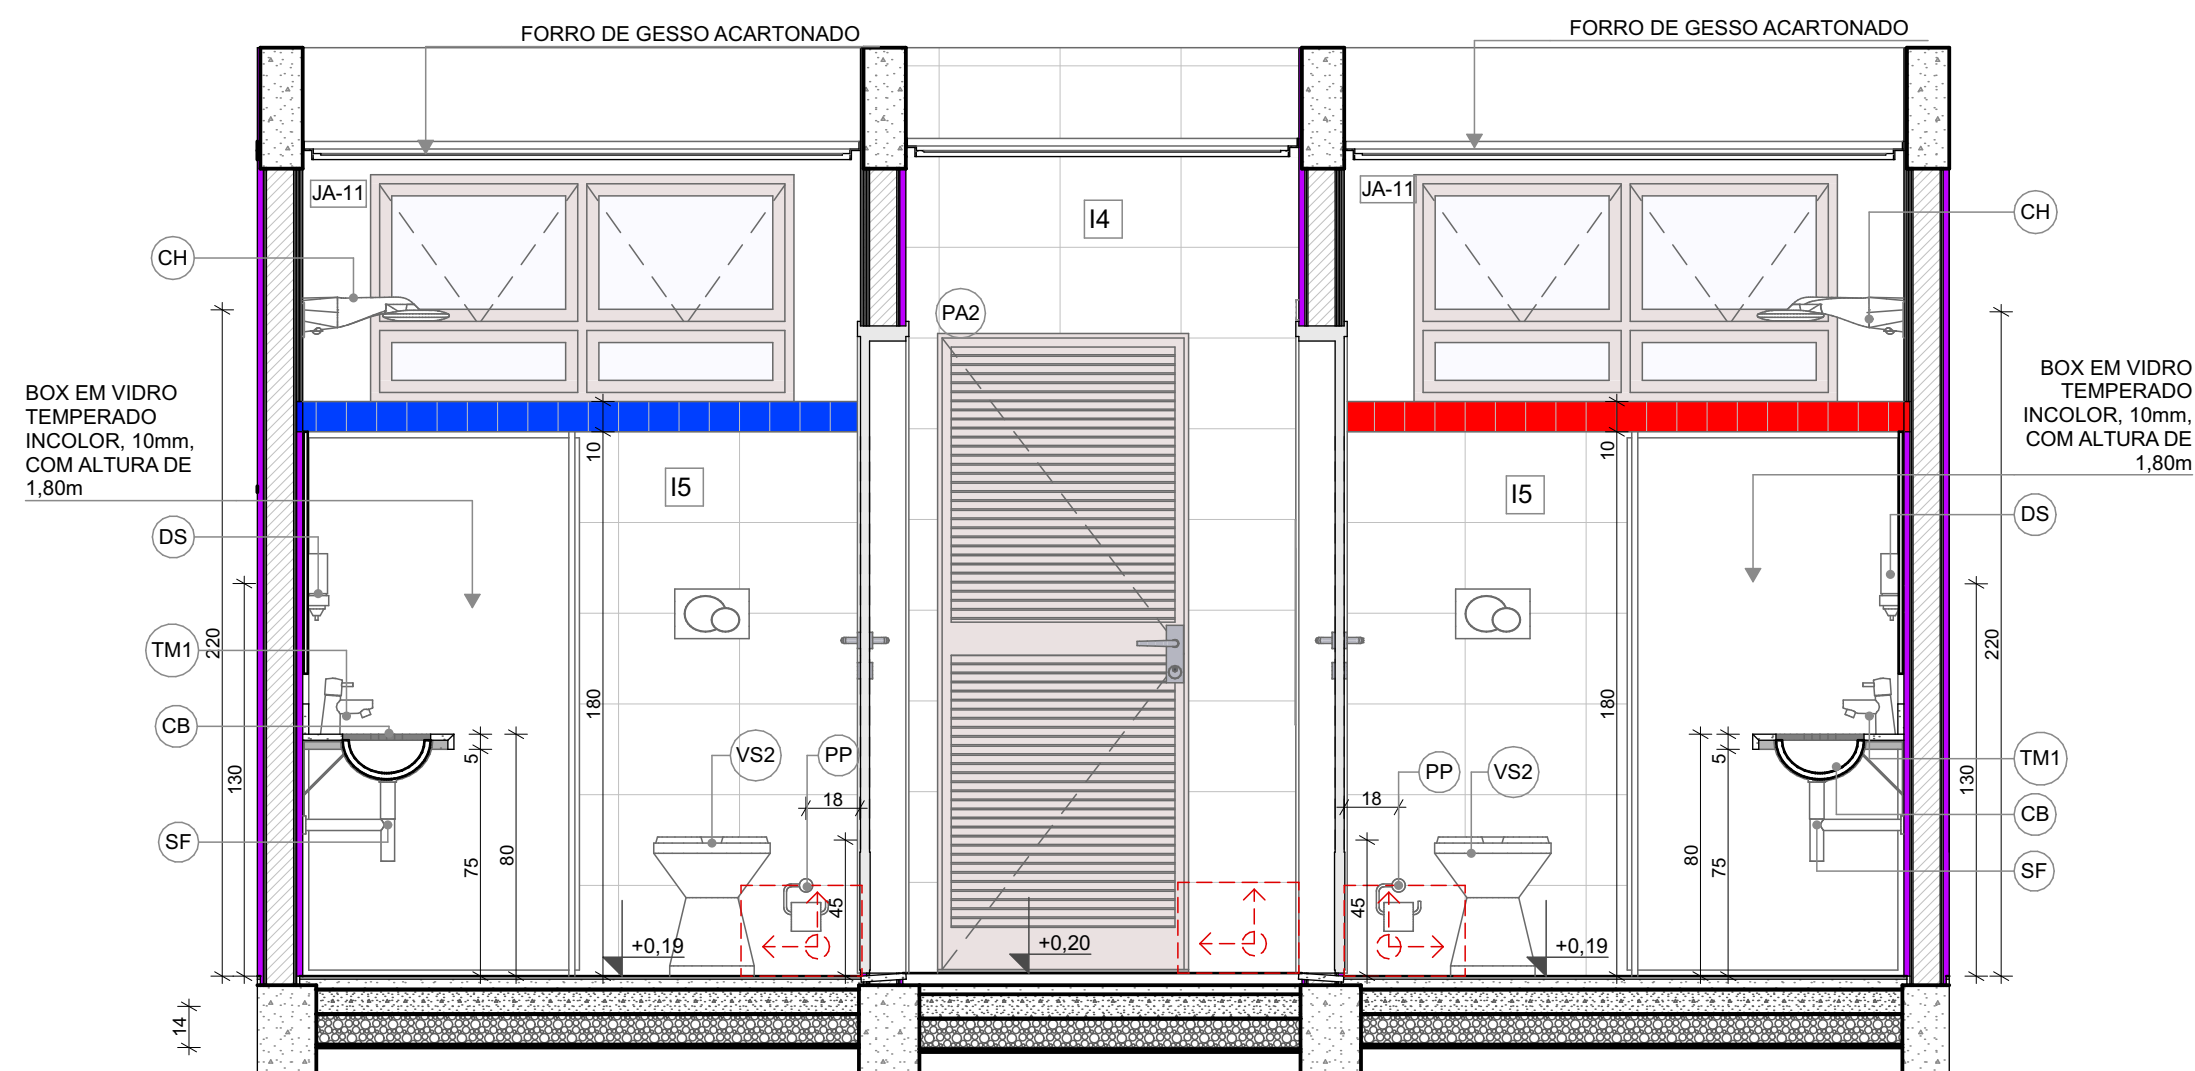 FORRO DE GESSO ACARTONADO
FORRO DE GESSO ACARTONADO
JA-11
I4
JA-11
CH
CH
PA2
BOX EM VIDRO
TEMPERADO
INCOLOR, 10mm,
COM ALTURA DE
1,80m
BOX EM VIDRO
TEMPERADO
INCOLOR, 10mm,
COM ALTURA DE
1,80m
10
10
I5
I5
DS
DS
TM1
220
220
180
180
CB
TM1
130
130
5
5
VS2
PP
PP
VS2
18
18
CB
SF
SF
75
80
80
75
45
45
+0,19
+0,20
+0,19
14